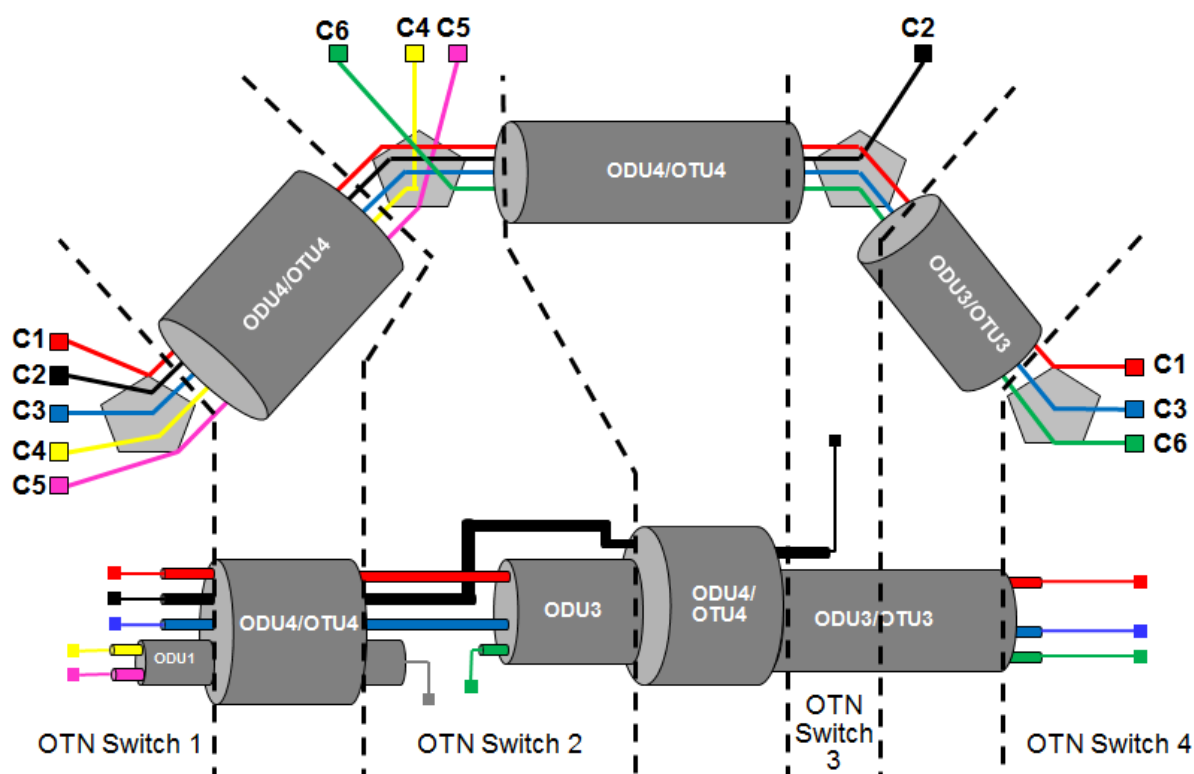 C6
C4
C5
C2
ODU4/OTU4
ODU4/OTU4
ODU3/OTU3
C1
C2
C3
C4
C5
C1
C3
C6
ODU1
ODU4/OTU4
ODU3
ODU4/
OTU4
ODU3/OTU3
OTN Switch 1
OTN Switch 2
OTN
Switch
3
OTN Switch 4